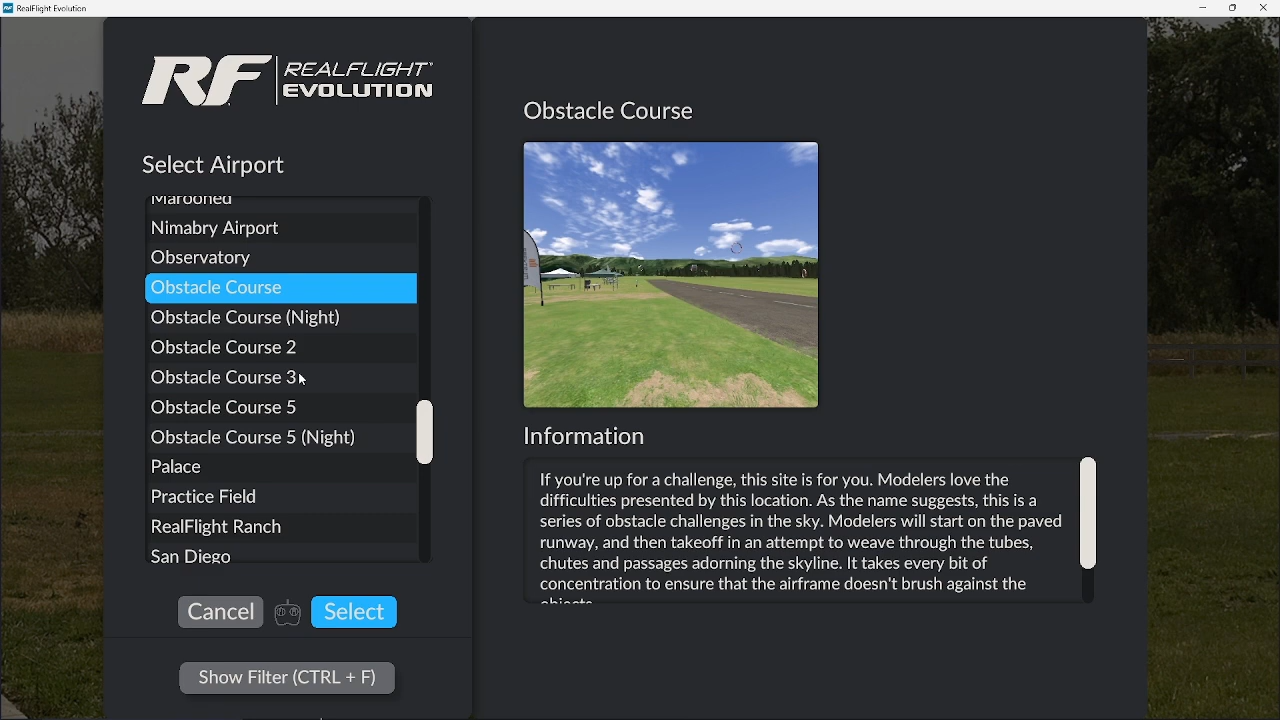 RealFlight Evolution
RF REALFLIGHT
EVOLUTION
Select Airport
Marooned
Nimabry Airport
Observatory
Obstacle Course
Obstacle Course (Night)
Obstacle Course 2
Obstacle Course 3
Obstacle Course 5
Obstacle Course 5 (Night)
Palace
Practice Field
RealFlight Ranch
San Diego
Cancel
Select
Show Filter (CTRL + F)
Obstacle Course
Information
If you're up for a challenge, this site is for you. Modelers love the
difficulties presented by this location. As the name suggests, this is a
series of obstacle challenges in the sky. Modelers will start on the paved
runway, and then takeoff in an attempt to weave through the tubes,
chutes and passages adorning the skyline. It takes every bit of
concentration to ensure that the airframe doesn't brush against the
objects